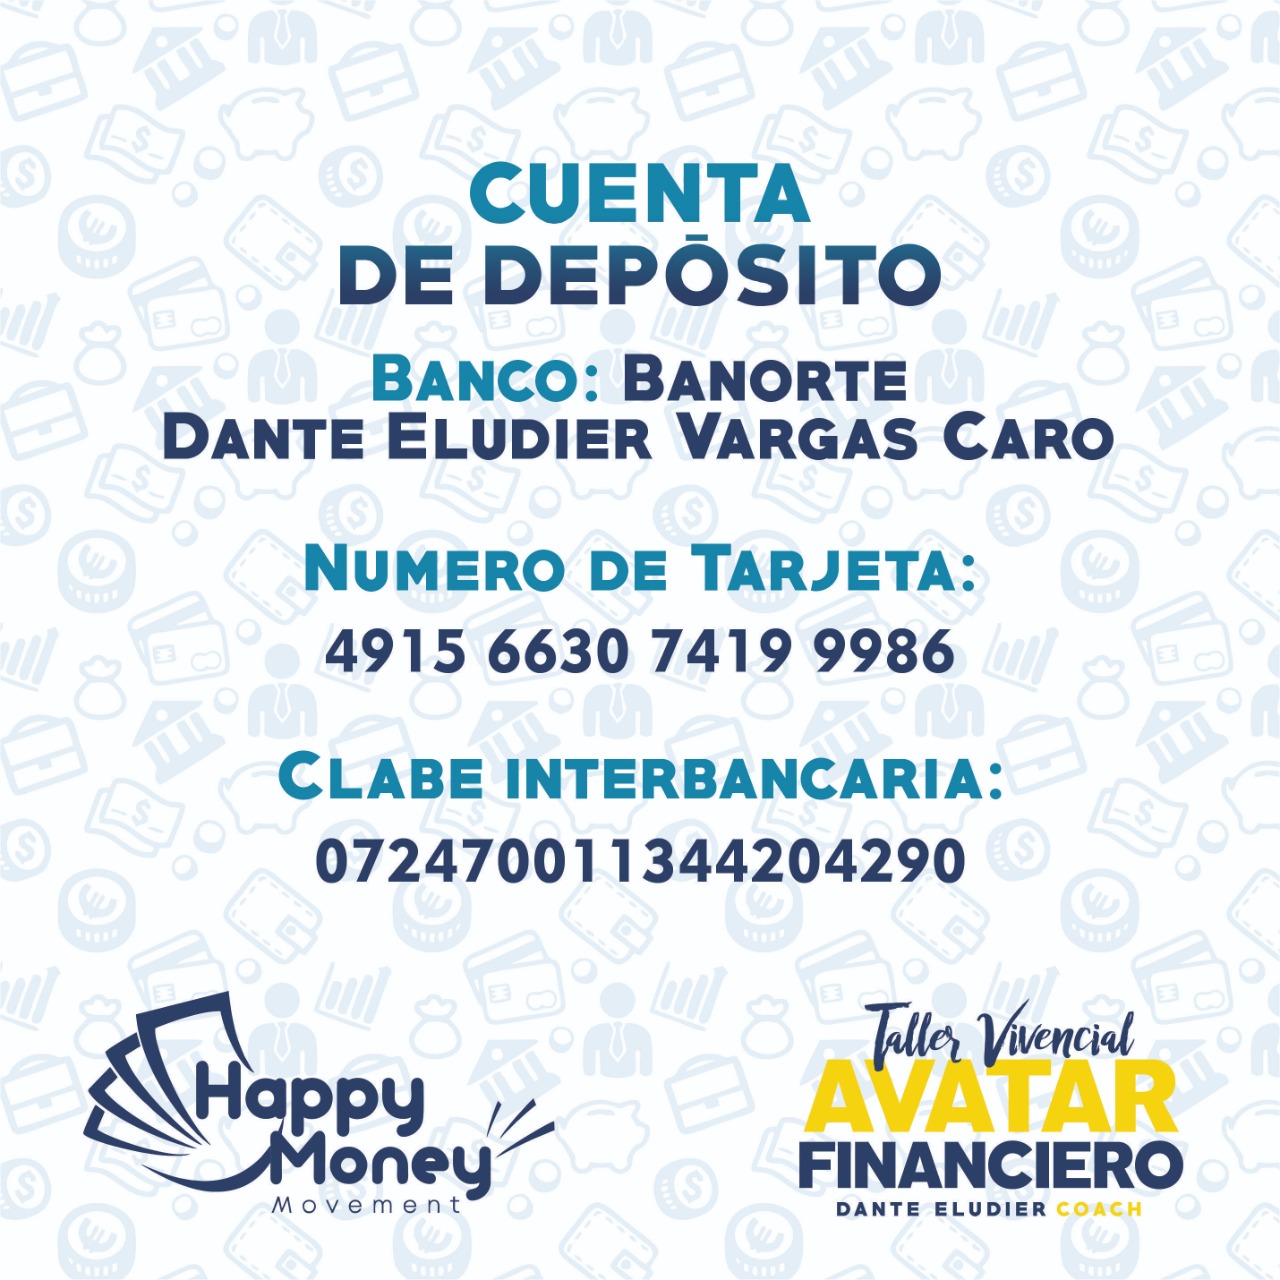 CUENTA
DE DEPÓSITO
BANCO: BANORTE
DANTE ELUDIER VARGAS CARO
NUMERO DE TARJETA:
4915 6630 7419 9986
CLABE INTERBANCARIA:
072470011344204290
Happy
Money
Movement
Taller Vivencial
AVATAR
FINANCIERO
DANTE ELUDIER COACH